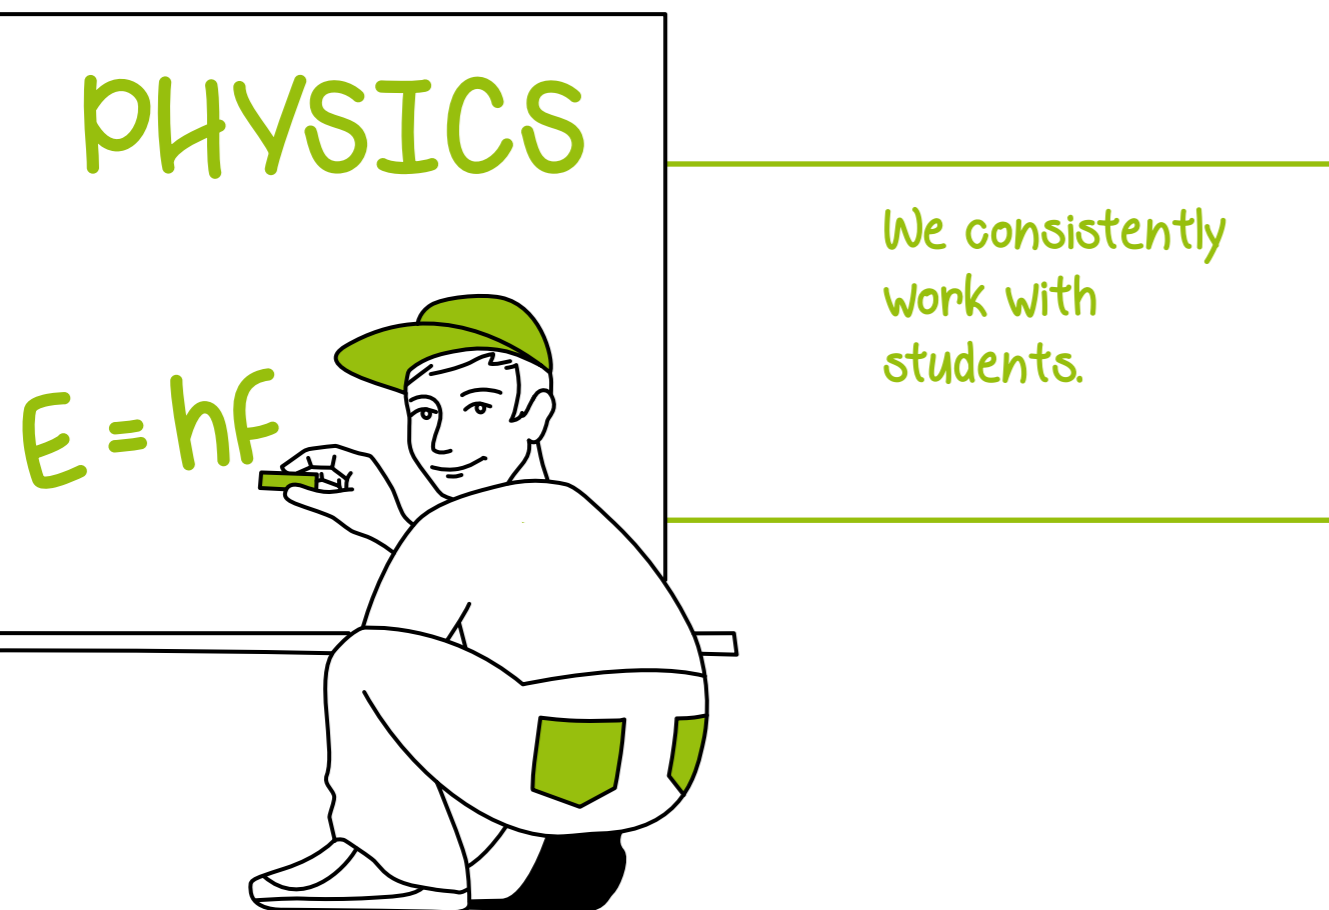 PHYSICS
E = hf
We consistently
work with
students.